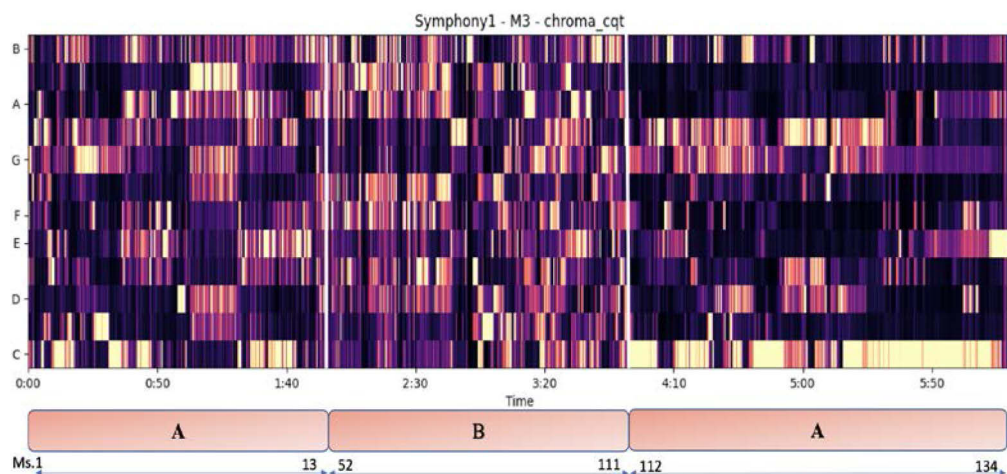 Symphony1 - M3 - chroma_cqt
B
A
G
F
E
D
C
0:00 0:50 1:40 2:30 3:20 4:10 5:00 5:50
Time
A B A
Ms.1 13 52 111 112 134